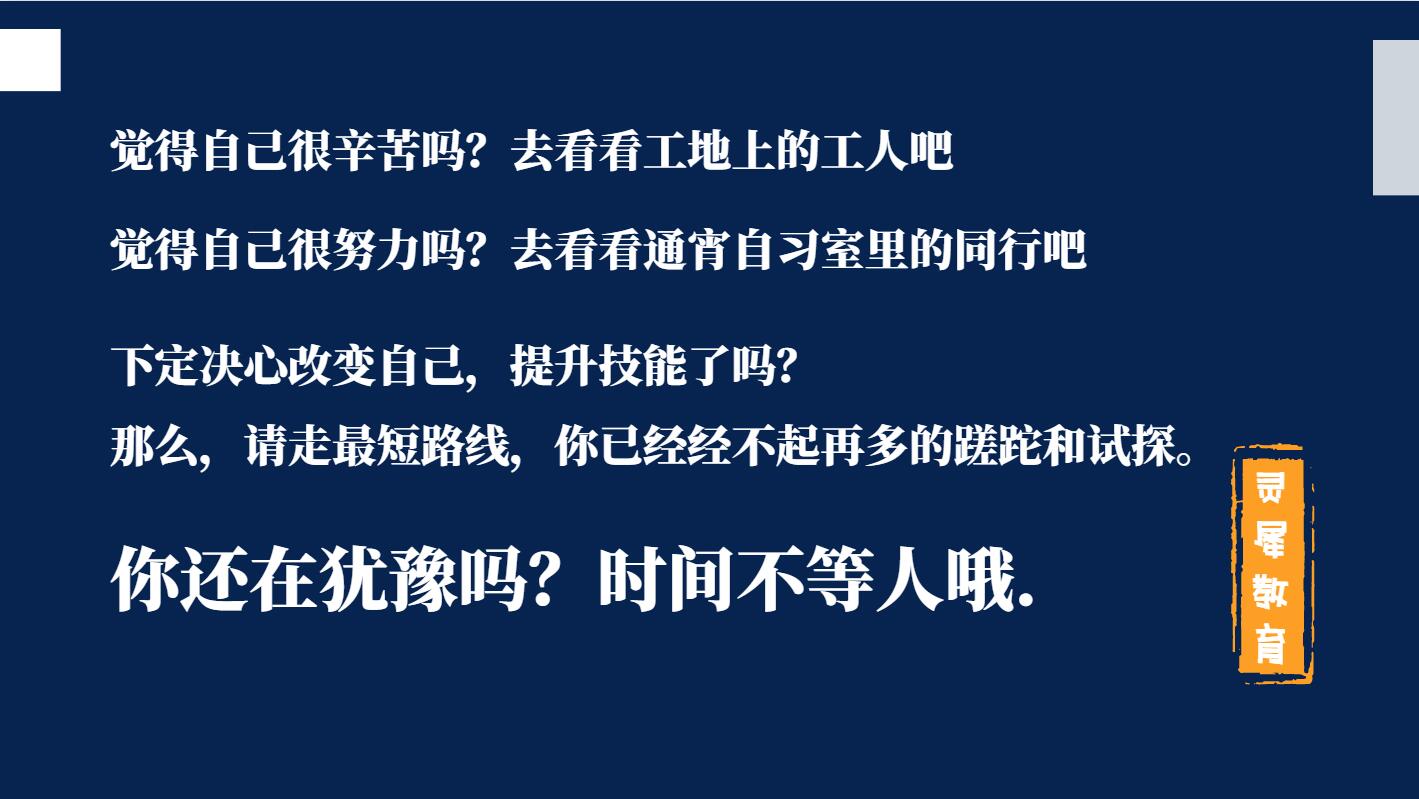 觉得自己很辛苦吗？去看看工地上的工人吧
觉得自己很努力吗？去看看通宵自习室里的同行吧
下定决心改变自己，提升技能了吗？
那么，请走最短路线，你已经经不起再多的蹉跎和试探。
你还在犹豫吗？时间不等人哦.
灵犀教育